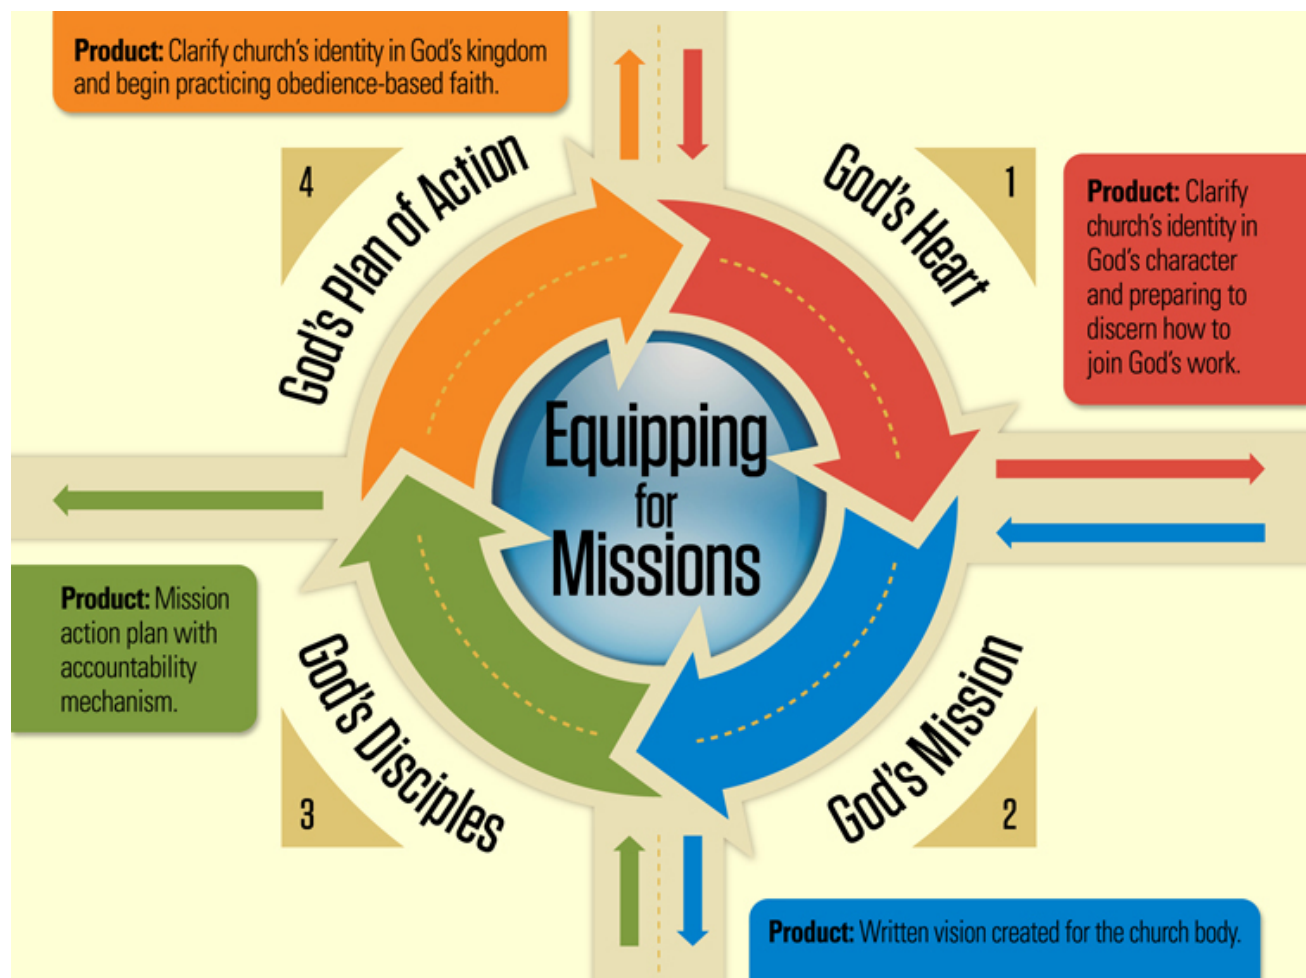 Product: Clarify church's identity in God's kingdom
and begin practicing obedience-based faith.
4
God's Plan of Action
God's Heart
1
Product: Clarify
church's identity in
God's character
and preparing to
discern how to
join God's work.
Equipping
for
Missions
Product: Mission
action plan with
accountability
mechanism.
God's Disciples
3
God's Mission
2
Product: Written vision created for the church body.